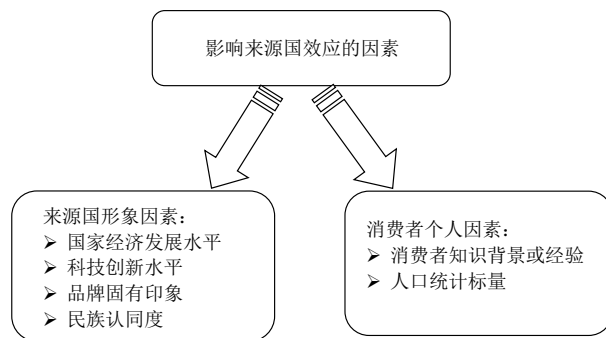 影响来源国效应的因素
来源国形象因素：
➢ 国家经济发展水平
➢ 科技创新水平
➢ 品牌固有印象
➢ 民族认同度
消费者个人因素：
➢ 消费者知识背景或经验
➢ 人口统计标量